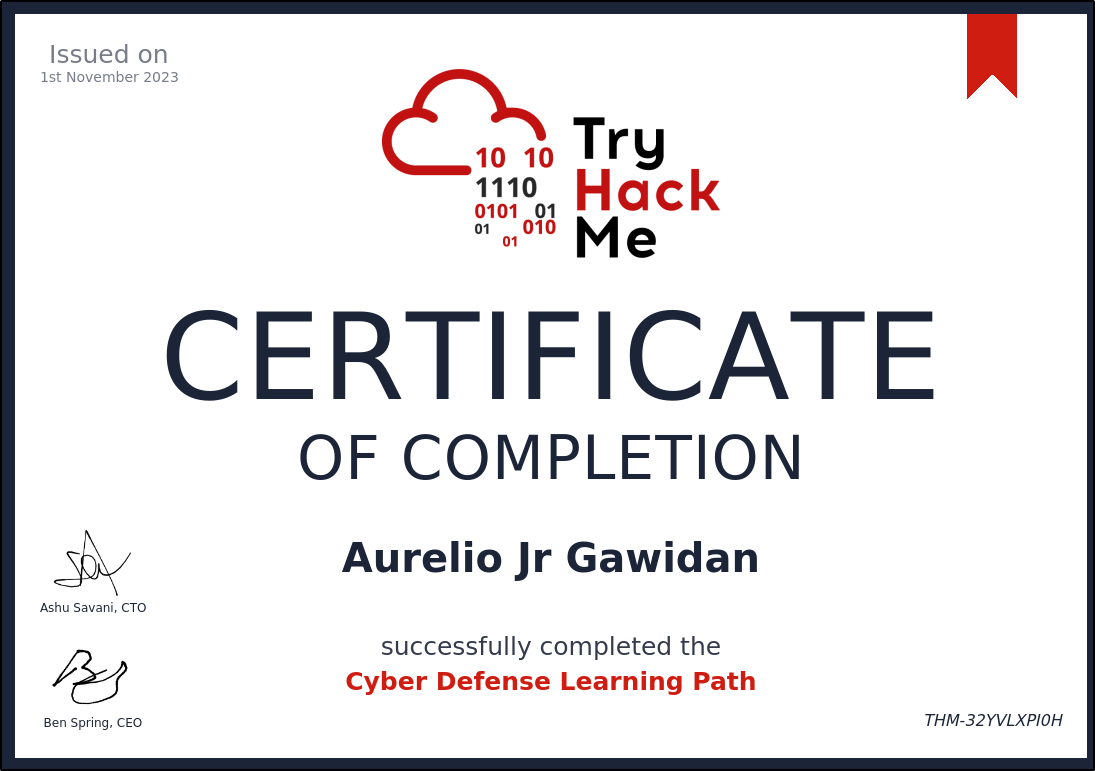 Issued on
1st November 2023
10 10
1110
0101 01
01 010
01
Try
Hack
Me
CERTIFICATE
OF COMPLETION
Aurelio Jr Gawidan
successfully completed the
Cyber Defense Learning Path
Ashu Savani, CTO
Ben Spring, CEO
THM-32YVLXPI0H